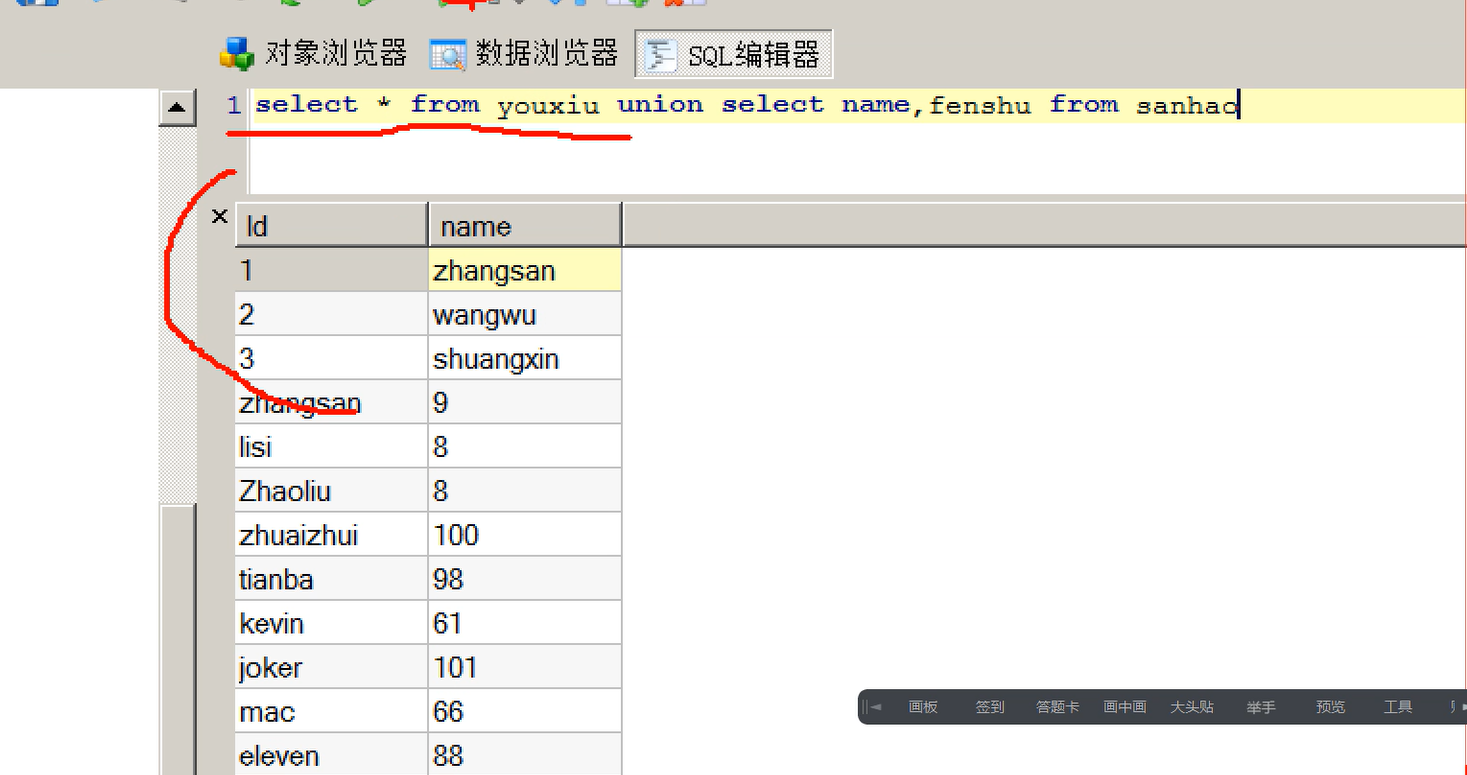 对象浏览器 数据浏览器 SQL编辑器
1 select * from youxiu union select name,fenshu from sanhao
Id name
1 zhangsan
2 wangwu
3 shuangxin
zhangsan 9
lisi 8
Zhaoliu 8
zhuaizhui 100
tianba 98
kevin 61
joker 101
mac 66
eleven 88
画板 签到 答题卡 画中画 大头贴 举手 预览 工具